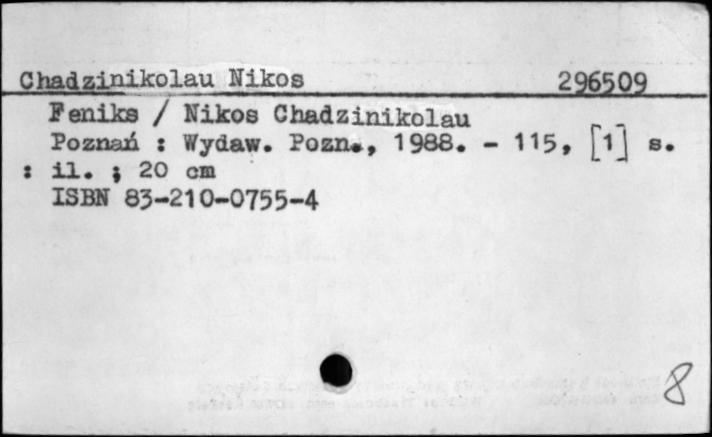 Chadzinikolau Nikos 296509
Feniks / Nikos Chadzinikolau
Poznań : Wydaw. Pozn., 1988. - 115, [1] s.
: il. ; 20 cm
ISBN 83-210-0755-4
8